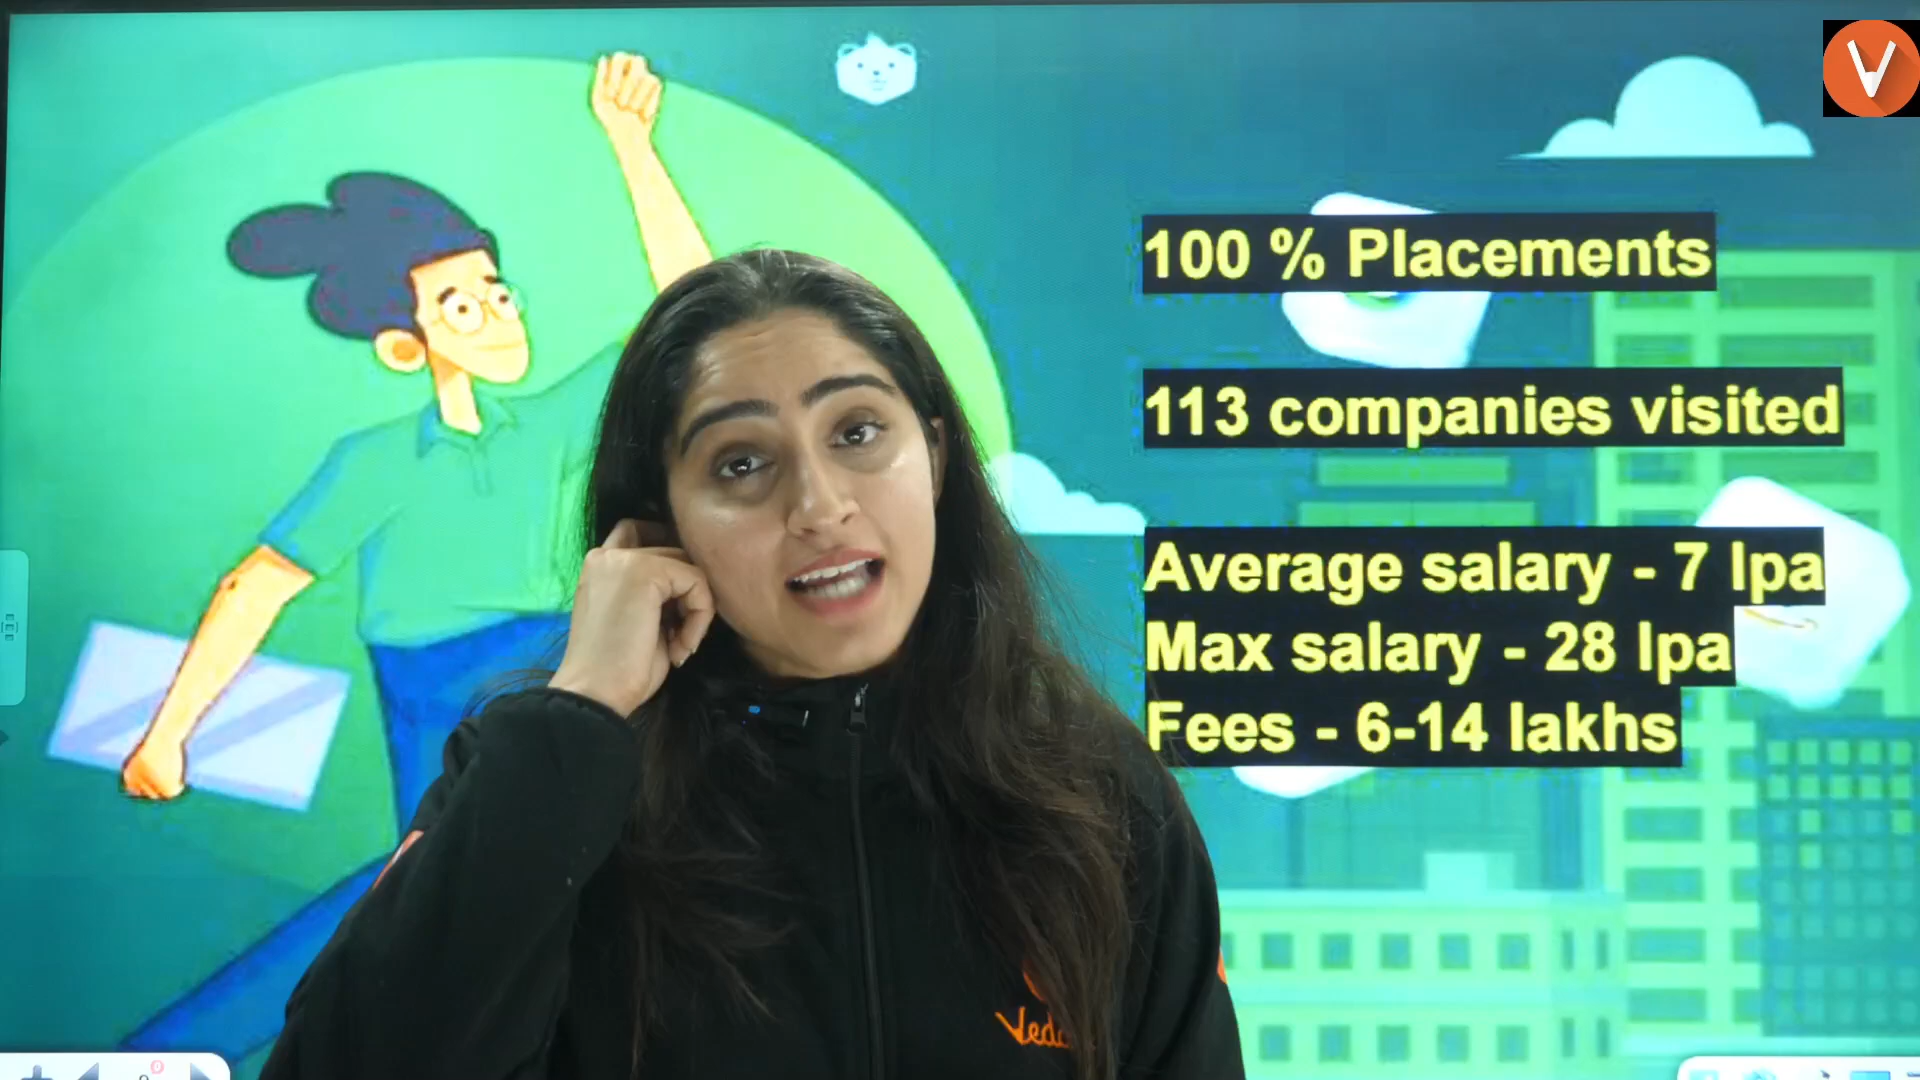 V
100 % Placements
113 companies visited
Average salary - 7 lpa
Max salary - 28 lpa
Fees - 6-14 lakhs